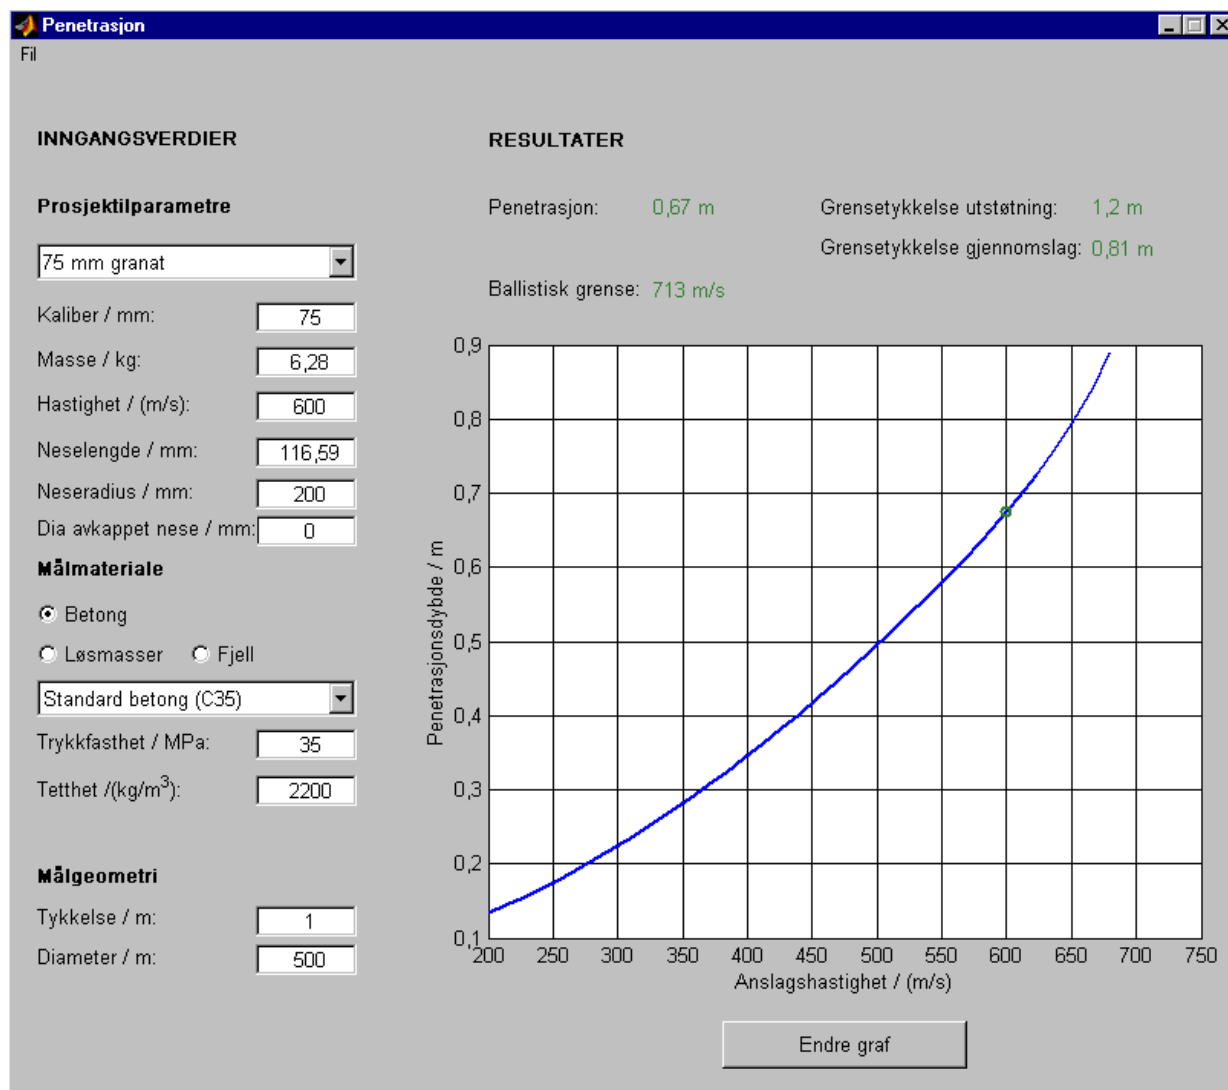 Penetrasjon
Fil
INNGANGSVERDIER
Prosjektilparametre
75 mm granat
Kaliber / mm: 75
Masse / kg: 6,28
Hastighet / (m/s): 600
Neselengde / mm: 116,59
Neseradius / mm: 200
Dia avkappet nese / mm: 0
Målmateriale
Betong
Løsmasser Fjell
Standard betong (C35)
Trykkfasthet / MPa: 35
Tetthet /(kg/m³): 2200
Målgeometri
Tykkelse / m: 1
Diameter / m: 500
RESULTATER
Penetrasjon: 0,67 m Grensetykkelse utstøtning: 1,2 m
Grensetykkelse gjennomslag: 0,81 m
Ballistisk grense: 713 m/s
0,9
0,8
0,7
0,6
0,5
0,4
0,3
0,2
0,1
Penetrasjonsdybde / m
200 250 300 350 400 450 500 550 600 650 700 750
Anslagshastighet / (m/s)
Endre graf